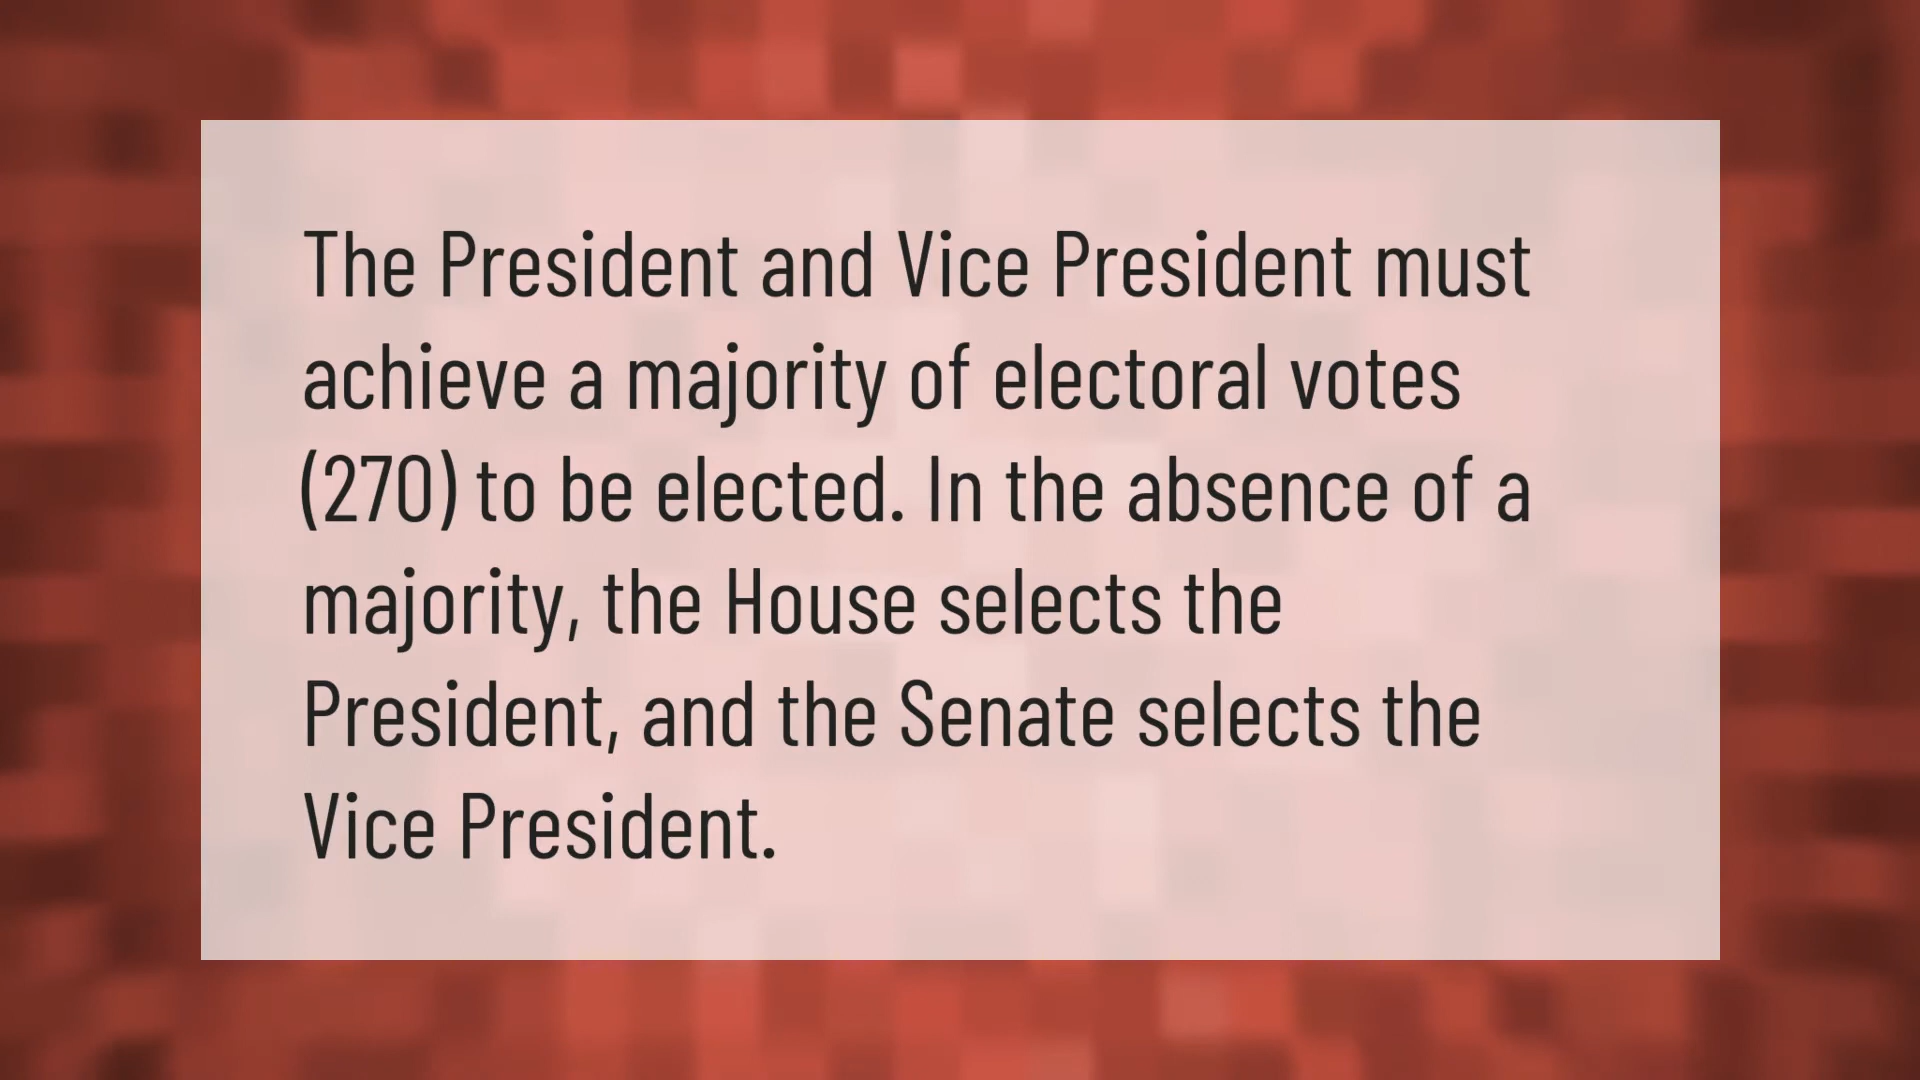 The President and Vice President must
achieve a majority of electoral votes
(270) to be elected. In the absence of a
majority, the House selects the
President, and the Senate selects the
Vice President.